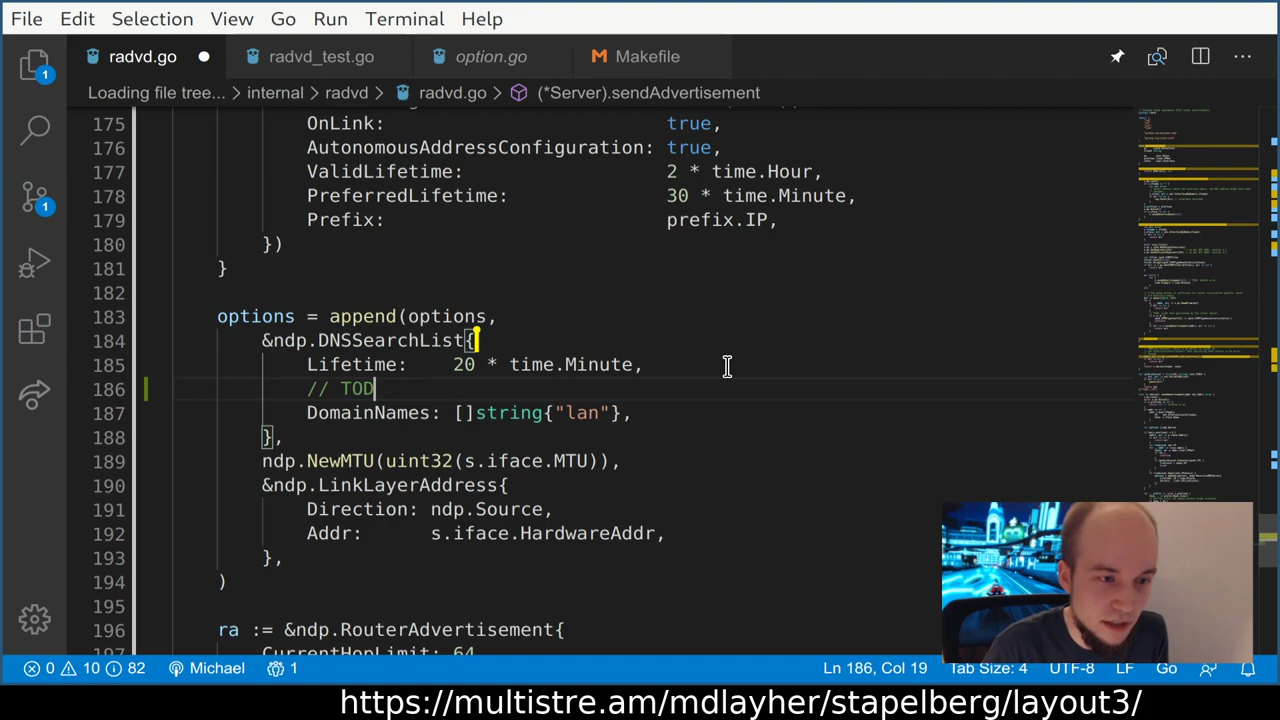 File Edit Selection View Go Run Terminal Help
radvd.go radvd_test.go option.go Makefile
Loading file tree... > internal > radvd > radvd.go > (*Server).sendAdvertisement
175 OnLink: true,
176 AutonomousAddressConfiguration: true,
177 ValidLifetime: 2 * time.Hour,
178 PreferredLifetime: 30 * time.Minute,
179 Prefix: prefix.IP,
180 })
181 }
182
183 options = append(options,
184 &ndp.DNSSearchList{
185 Lifetime: 20 * time.Minute,
186 // TOD
187 DomainNames: []string{"lan"},
188 },
189 ndp.NewMTU(uint32(s.iface.MTU)),
190 &ndp.LinkLayerAddress{
191 Direction: ndp.Source,
192 Addr: s.iface.HardwareAddr,
193 },
194 )
195
196 ra := &ndp.RouterAdvertisement{
CurrentHopLimit: 64,
1
1
0 10 82 Michael 1 Ln 186, Col 19 Tab Size: 4 UTF-8 LF Go
https://multistre.am/mdlayher/stapelberg/layout3/